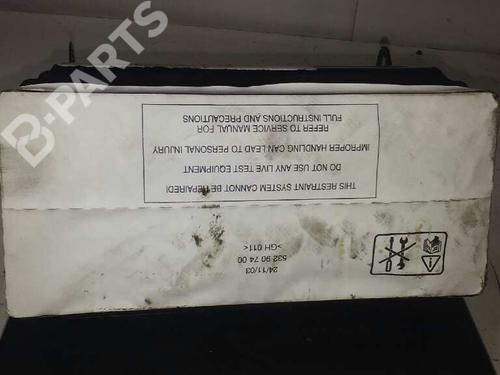 THIS RESTRAINT SYSTEM CANNOT BE REPAIRED!
DO NOT USE ANY LIVE TEST EQUIPMENT
IMPROPER HANDLING CAN LEAD TO PERSONAL INJURY
REFER TO SERVICE MANUAL FOR
FULL INSTRUCTIONS AND PRECAUTIONS
24/11/03
532 90 74 00
>GH 011<
B-PARTS